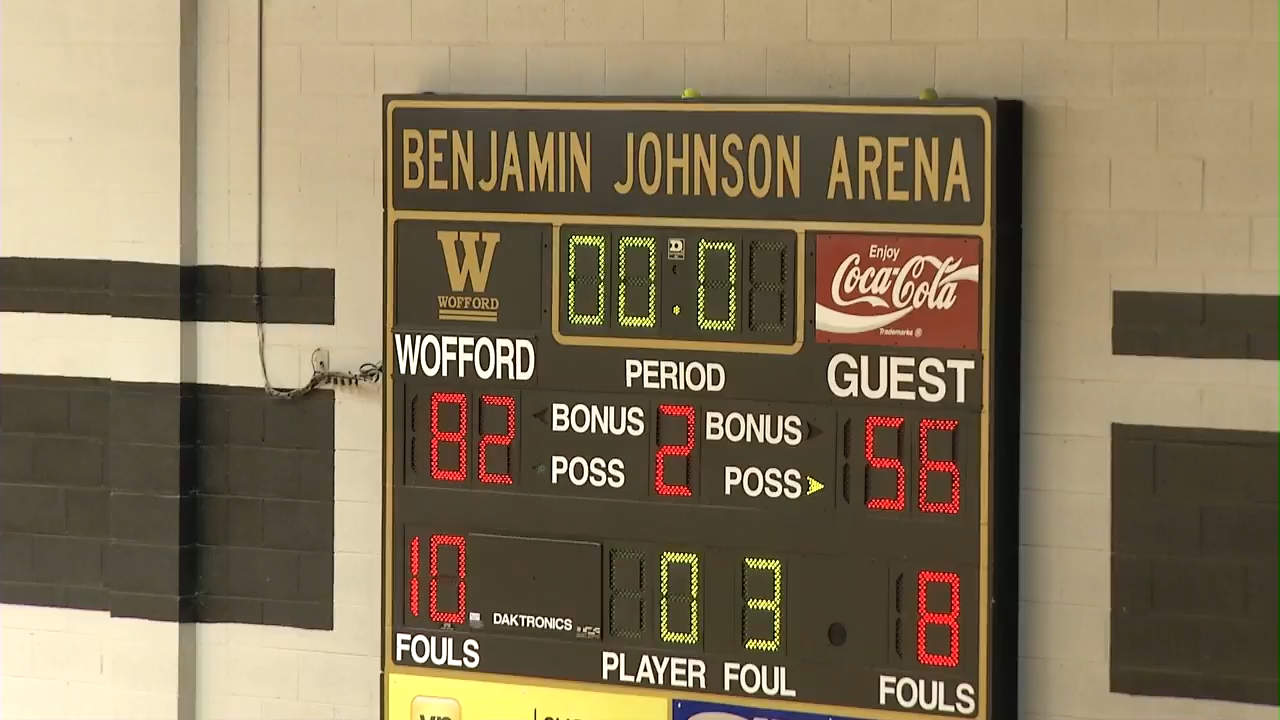 BENJAMIN JOHNSON ARENA
W
WOFFORD
00.0
Enjoy
Coca-Cola
Trademarks ®
WOFFORD
PERIOD
GUEST
82
BONUS
2
BONUS
56
POSS
POSS
10
DAKTRONICS
0
3
8
FOULS
PLAYER
FOUL
FOULS